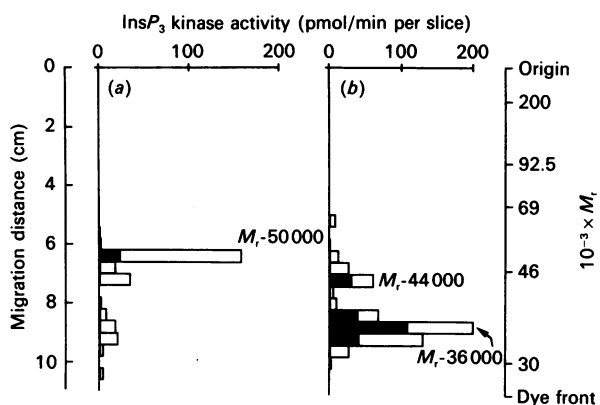 InsP3 kinase activity (pmol/min per slice)
0 100 200 0 100 200
0
2
4
6
8
10
Migration distance (cm)
(a)
Mr-50000
(b)
Mr-44000
Mr-36000
Origin
200
92.5
69
46
30
Dye front
10−3 × Mr